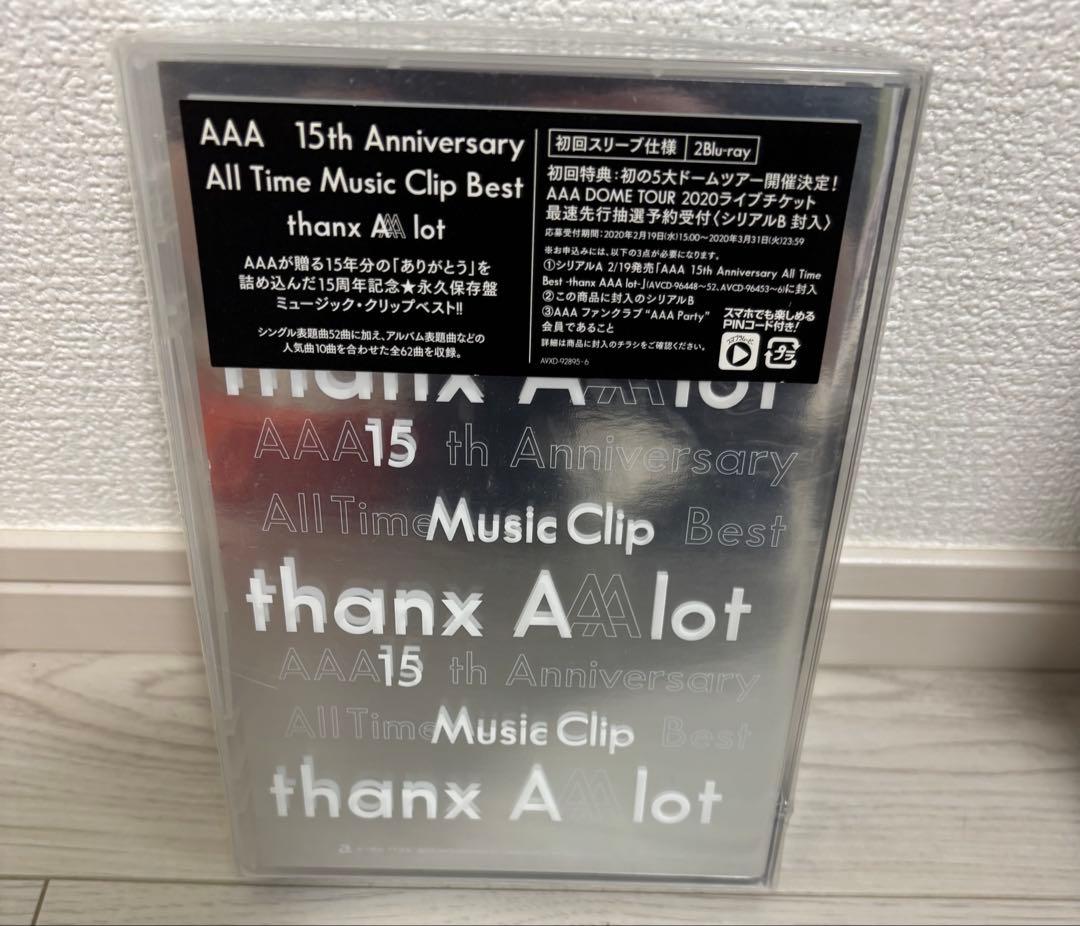 AAA 15th Anniversary
All Time Music Clip Best
thanx AAA lot
AAAが贈る15年分の「ありがとう」を
詰め込んだ15周年記念★永久保存盤
ミュージック・クリップベスト!!
シングル表題曲52曲に加え、アルバム表題曲などの
人気曲10曲を合わせた全62曲を収録。
初回スリーブ仕様 2Blu-ray
初回特典：初の5大ドームツアー開催決定！
AAA DOME TOUR 2020ライブチケット
最速先行抽選予約受付〈シリアルB 封入〉
応募受付期間：2020年2月19日(水)15:00〜2020年3月31日(火)23:59
※お申込みには、以下の3点が必要になります。
①シリアルA 2/19発売「AAA 15th Anniversary All Time
Best -thanx AAA lot-」(AVCD-96448〜52、AVCD-96453〜6)に封入
②この商品に封入のシリアルB
③AAA ファンクラブ“AAA Party”
会員であること
詳細は商品に封入のチラシをご確認ください。
AVXD-92895-6
スマホでも楽しめる
PINコード付き！
プラ
thanx AAA lot
AAA15th Anniversary
All Time Music Clip Best
thanx AAA lot
AAA15th Anniversary
All Time Music Clip Best
thanx AAA lot